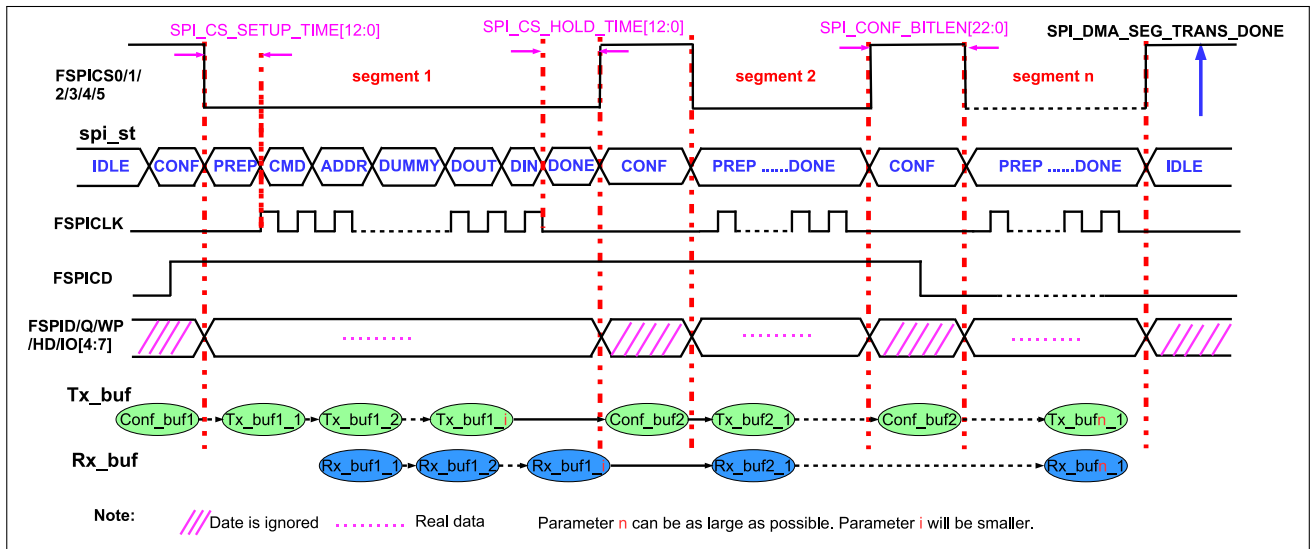 SPI_CS_SETUP_TIME[12:0] SPI_CS_HOLD_TIME[12:0] SPI_CONF_BITLEN[22:0] SPI_DMA_SEG_TRANS_DONE
FSPICS0/1/
2/3/4/5
segment 1 segment 2 segment n
spi_st
IDLE CONF PREP CMD ADDR DUMMY DOUT DIN DONE CONF PREP ......DONE CONF PREP ......DONE IDLE
FSPICLK
FSPICD
FSPID/Q/WP
/HD/IO[4:7]
Tx_buf
Conf_buf1 Tx_buf1_1 Tx_buf1_2 Tx_buf1_i Conf_buf2 Tx_buf2_1 Conf_buf2 Tx_bufn_1
Rx_buf
Rx_buf1_1 Rx_buf1_2 Rx_buf1_i Rx_buf2_1 Rx_bufn_1
Note: Date is ignored Real data Parameter n can be as large as possible. Parameter i will be smaller.